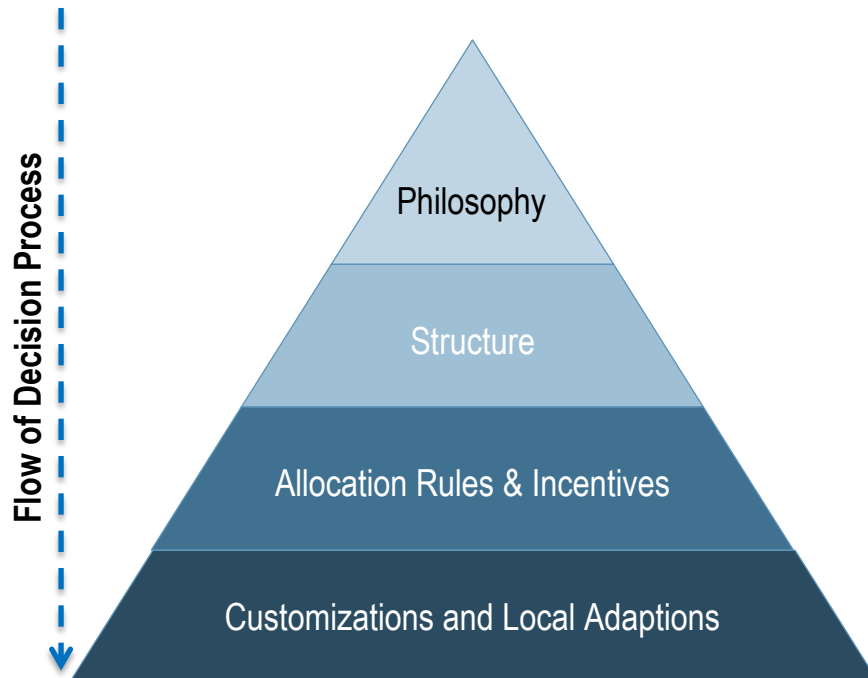 Flow of Decision Process
Philosophy
Structure
Allocation Rules & Incentives
Customizations and Local Adaptions